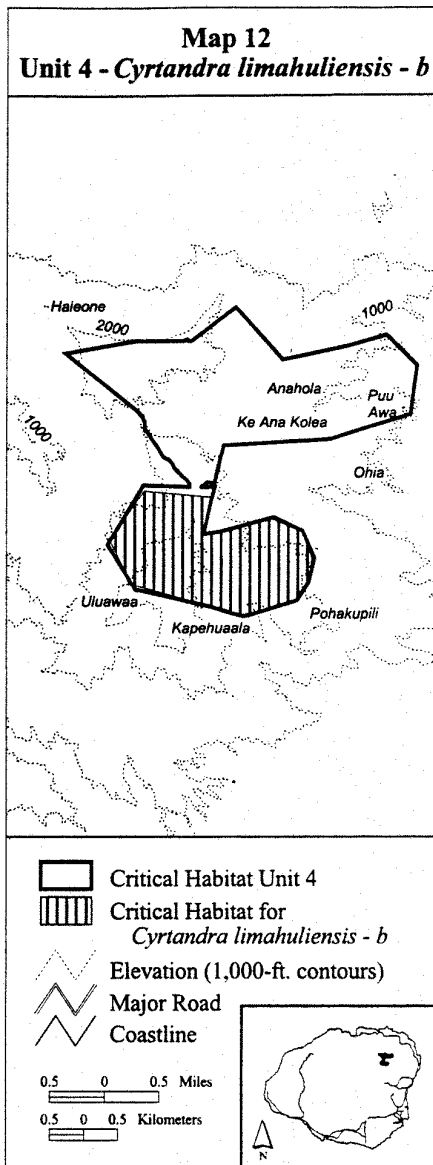 Map 12
Unit 4 - Cyrtandra limahuliensis - b
Haleone
2000
1000
Anahola
Puu
Awa
Ke Ana Kolea
1000
Ohia
Uluawaa
Kapehuaala
Pohakupili
Critical Habitat Unit 4
Critical Habitat for
Cyrtandra limahuliensis - b
Elevation (1,000-ft. contours)
Major Road
Coastline
0.5 0 0.5 Miles
0.5 0 0.5 Kilometers
N